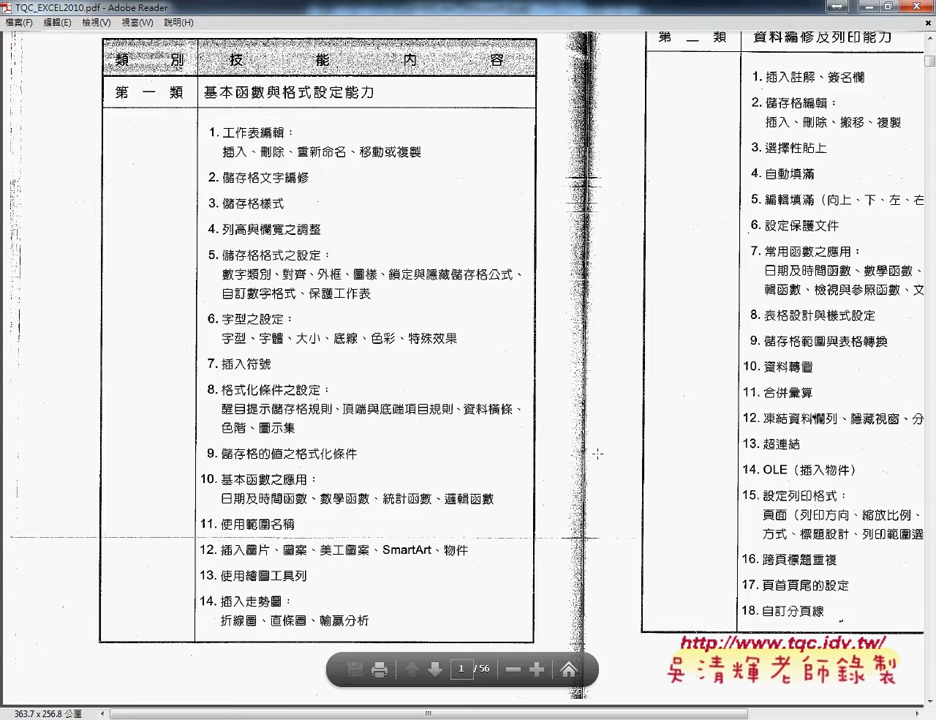 TQC_EXCEL2010.pdf - Adobe Reader
檔案(F) 編輯(E) 檢視(V) 視窗(W) 說明(H)
類 別 技 能 內 容
第 一 類 基本函數與格式設定能力
1. 工作表編輯：
插入、刪除、重新命名、移動或複製
2. 儲存格文字編修
3. 儲存格樣式
4. 列高與欄寬之調整
5. 儲存格格式之設定：
數字類別、對齊、外框、圖樣、鎖定與隱藏儲存格公式、
自訂數字格式、保護工作表
6. 字型之設定：
字型、字體、大小、底線、色彩、特殊效果
7. 插入符號
8. 格式化條件之設定：
醒目提示儲存格規則、頂端與底端項目規則、資料橫條、
色階、圖示集
9. 儲存格的值之格式化條件
10. 基本函數之應用：
日期及時間函數、數學函數、統計函數、邏輯函數
11. 使用範圍名稱
12. 插入圖片、圖案、美工圖案、SmartArt、物件
13. 使用繪圖工具列
14. 插入走勢圖：
折線圖、直條圖、輸贏分析
第 二 類 資料編修及列印能力
1. 插入註解、簽名欄
2. 儲存格編輯：
插入、刪除、搬移、複製
3. 選擇性貼上
4. 自動填滿
5. 編輯填滿（向上、下、左、右
6. 設定保護文件
7. 常用函數之應用：
日期及時間函數、數學函數、
輯函數、檢視與參照函數、文
8. 表格設計與樣式設定
9. 儲存格範圍與表格轉換
10. 資料轉置
11. 合併彙算
12. 凍結資料欄列、隱藏視窗、分
13. 超連結
14. OLE（插入物件）
15. 設定列印格式：
頁面（列印方向、縮放比例、
方式、標題設計、列印範圍選
16. 跨頁標題重複
17. 頁首頁尾的設定
18. 自訂分頁線
http://www.tqc.idv.tw/
吳清輝老師錄製
1 / 56
363.7 x 256.8 公釐